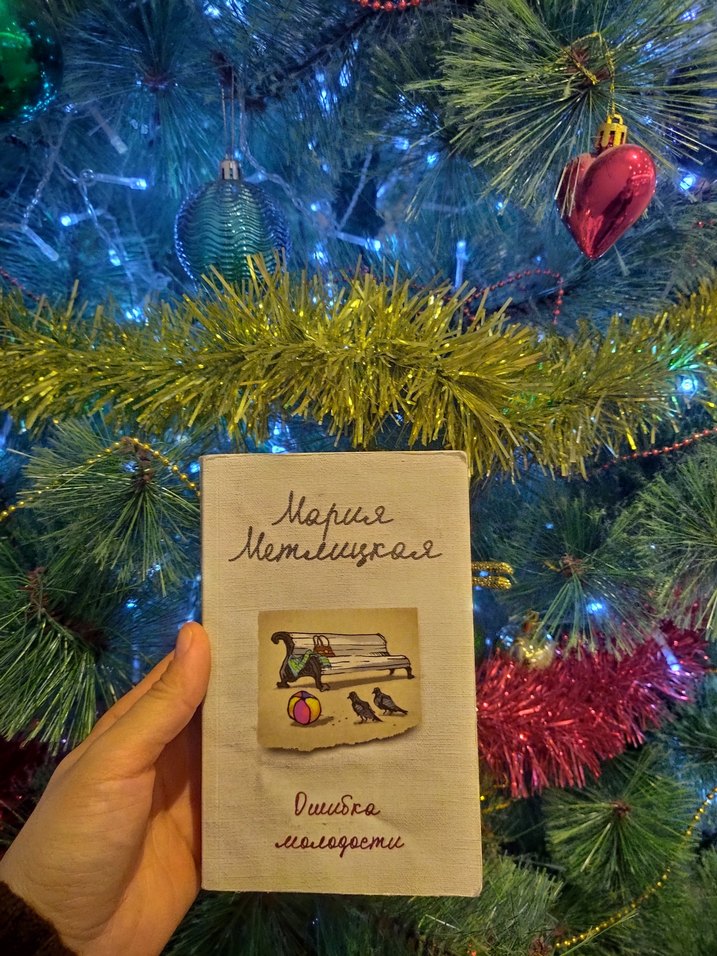 Мария
Метлицкая
Ошибка
молодости